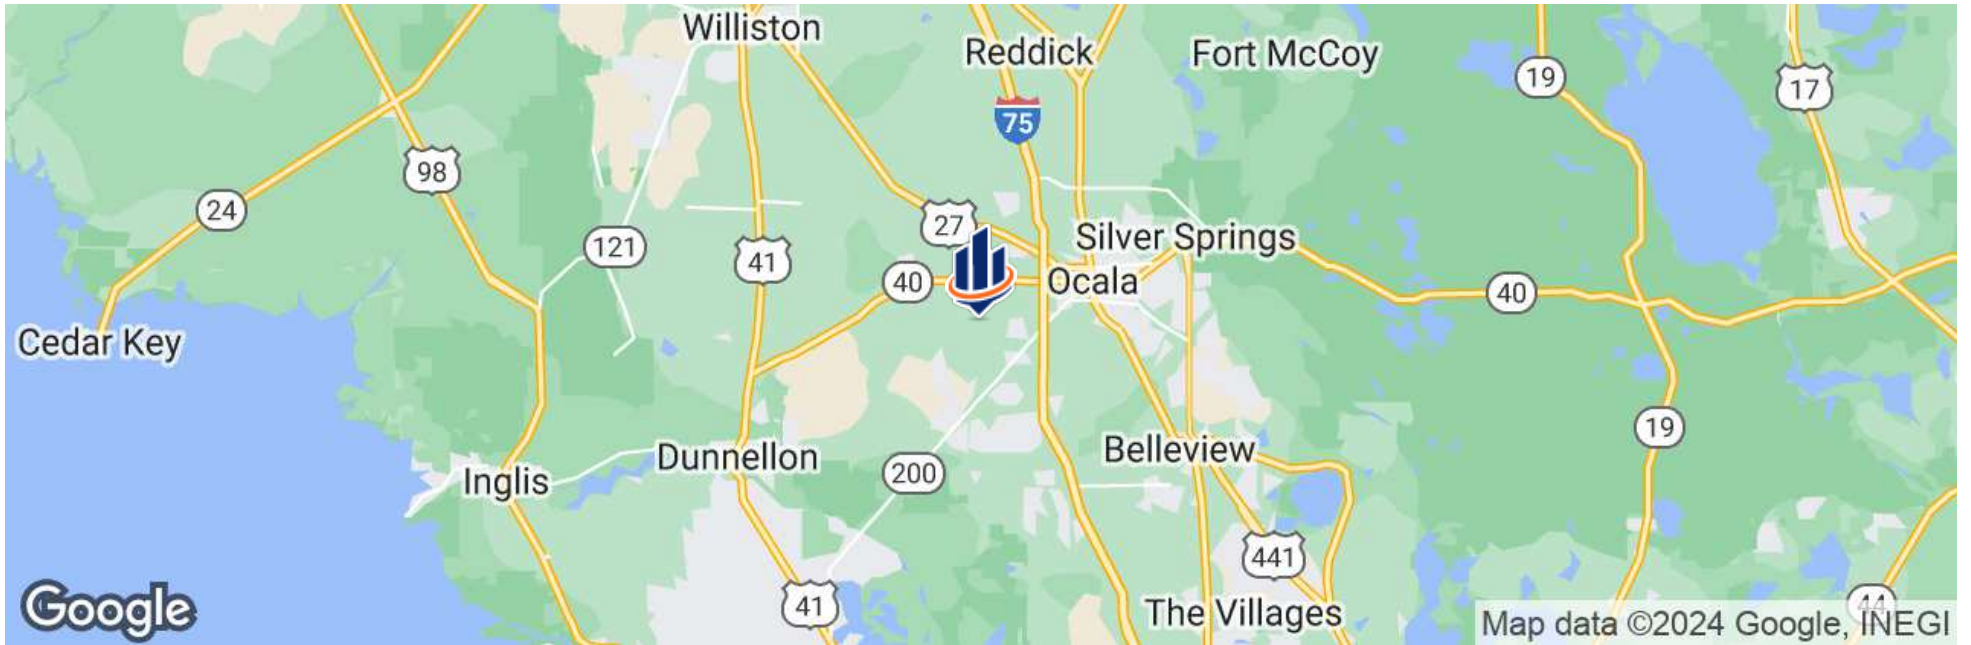 Williston
Reddick
Fort McCoy
19
17
75
98
24
27
121
41
Silver Springs
40
Ocala
40
Cedar Key
19
Dunnellon
Belleview
200
Inglis
441
41
The Villages
44
Google
Map data ©2024 Google, INEGI